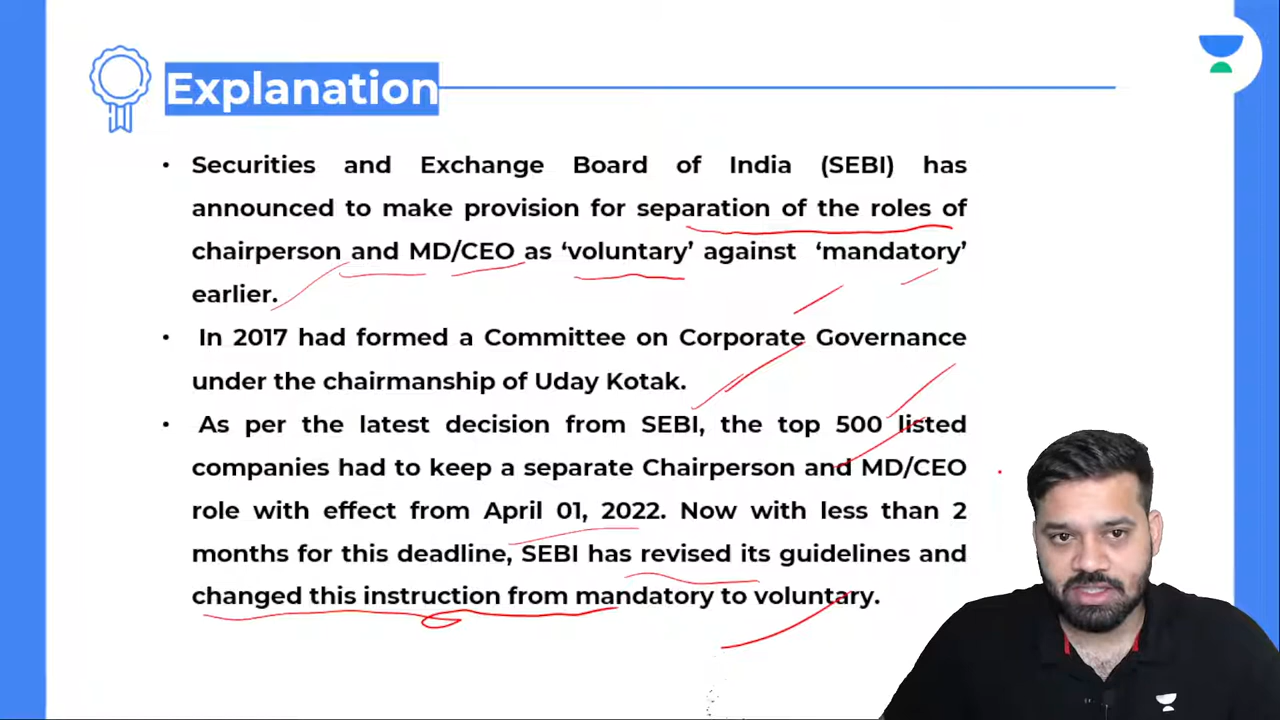 Explanation
• Securities and Exchange Board of India (SEBI) has
announced to make provision for separation of the roles of
chairperson and MD/CEO as ‘voluntary’ against ‘mandatory’
earlier.
• In 2017 had formed a Committee on Corporate Governance
under the chairmanship of Uday Kotak.
• As per the latest decision from SEBI, the top 500 listed
companies had to keep a separate Chairperson and MD/CEO
role with effect from April 01, 2022. Now with less than 2
months for this deadline, SEBI has revised its guidelines and
changed this instruction from mandatory to voluntary.